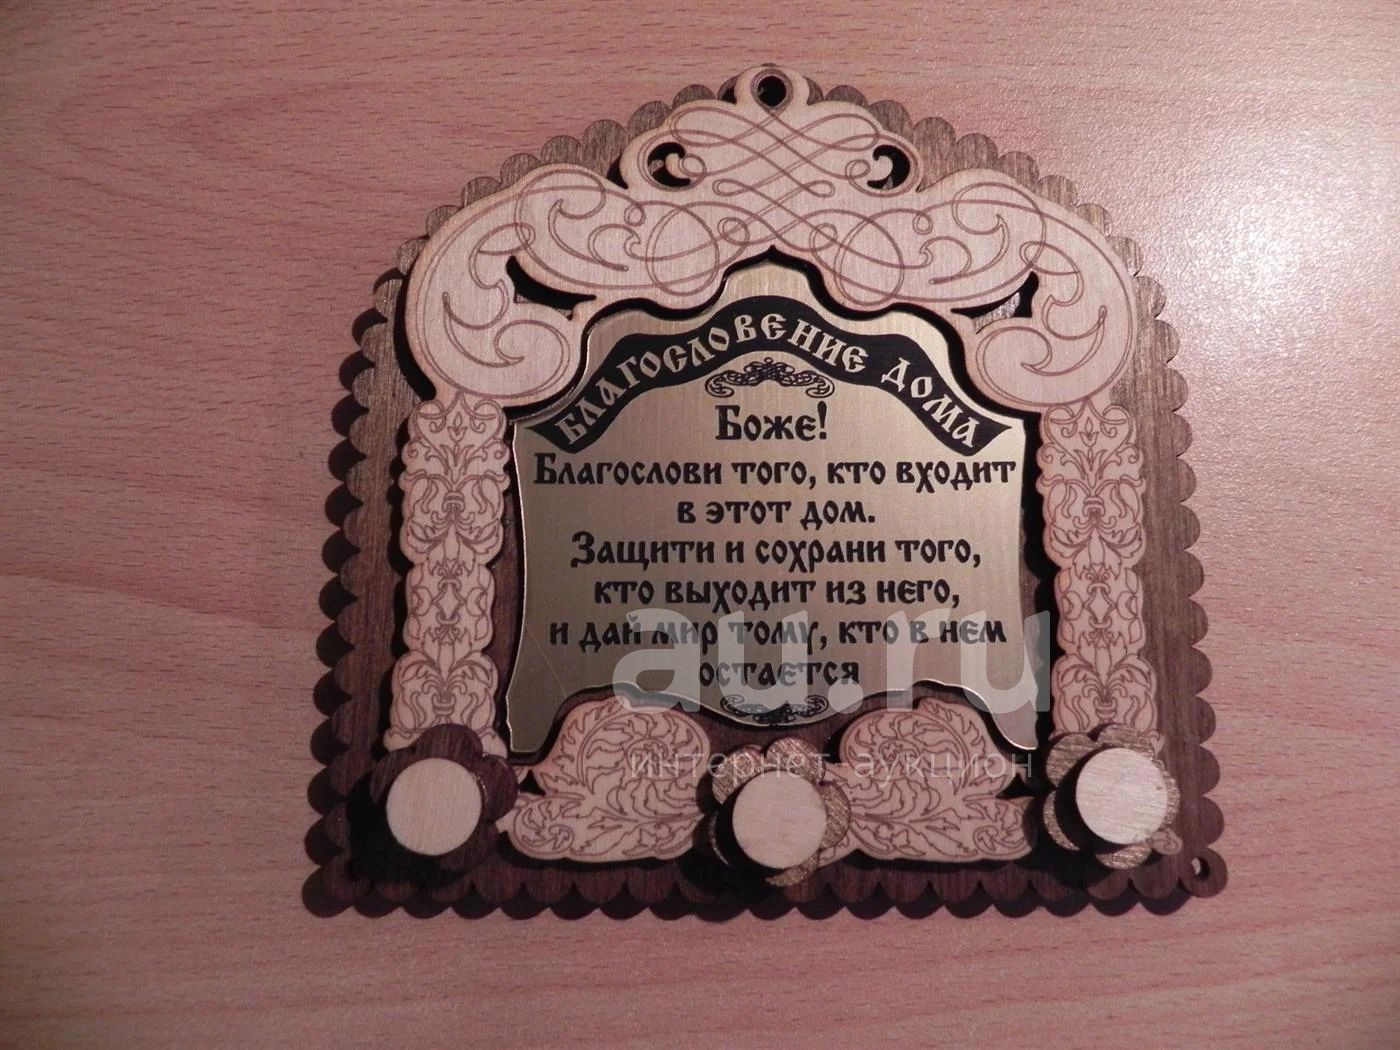 БЛАГОСЛОВЕНИЕ ДОМА
Боже!
Благослови того, кто входит
в этот дом.
Защити и сохрани того,
кто выходит из него,
и дай мир тому, кто в нем
остается
au.ru
интернет аукцион